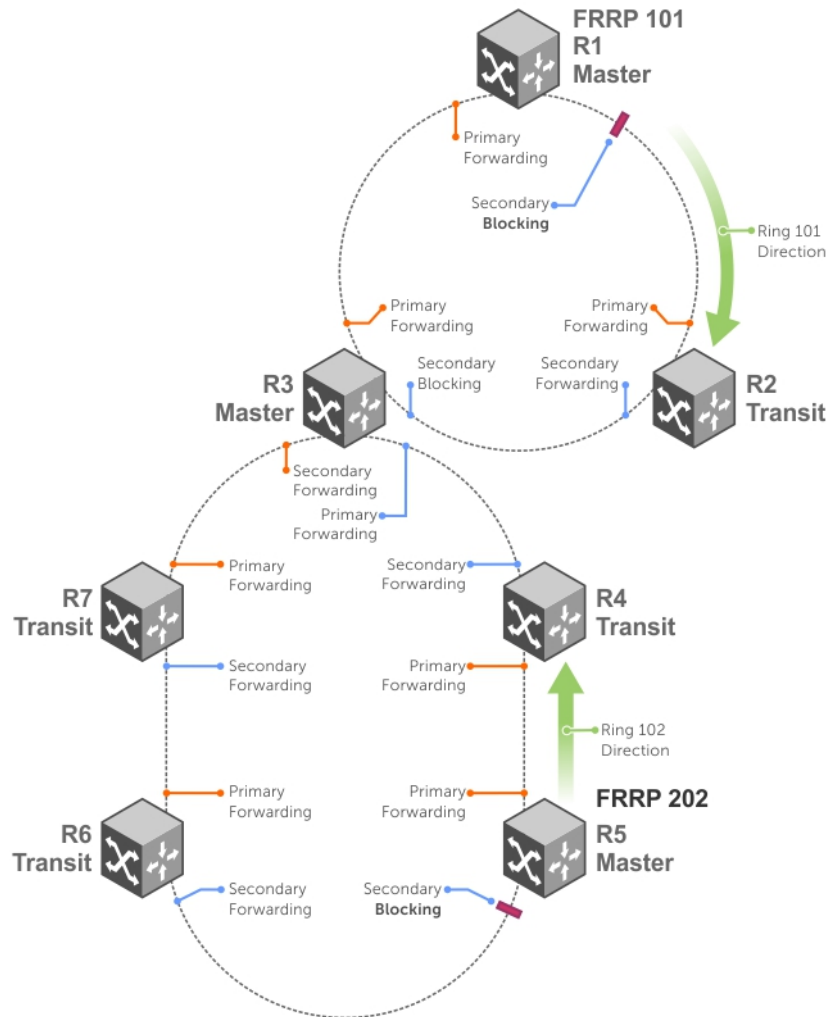 FRRP 101
R1
Master
Primary
Forwarding
Secondary
Blocking
Ring 101
Direction
Primary
Forwarding
Primary
Forwarding
R3
Master
Secondary
Blocking
Secondary
Forwarding
R2
Transit
Secondary
Forwarding
Primary
Forwarding
R7
Transit
Primary
Forwarding
Secondary
Forwarding
R4
Transit
Secondary
Forwarding
Primary
Forwarding
Ring 102
Direction
R6
Transit
Primary
Forwarding
Primary
Forwarding
FRRP 202
R5
Master
Secondary
Forwarding
Secondary
Blocking